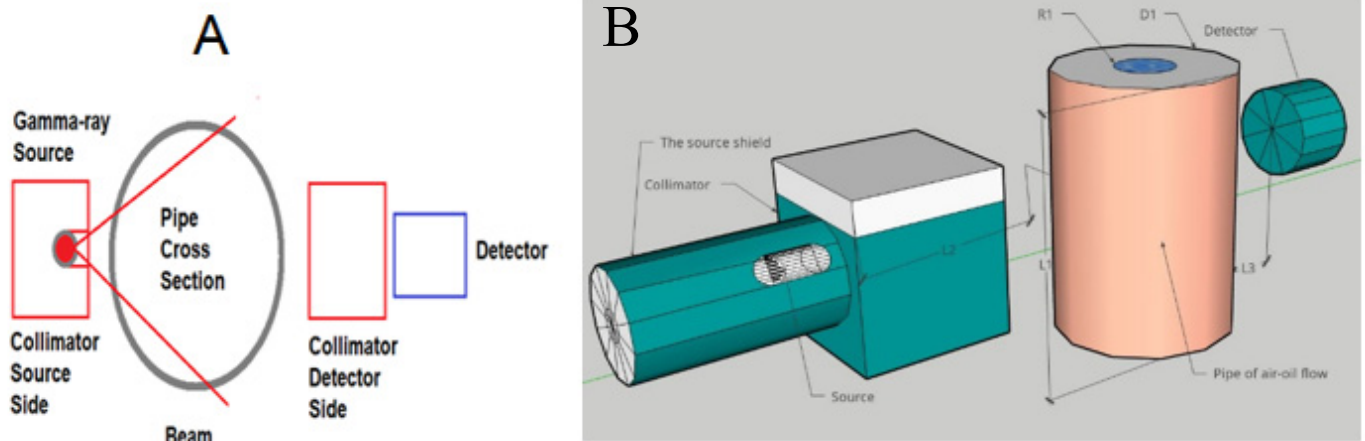 A
Gamma-ray
Source
Pipe
Cross
Section
Detector
Collimator
Source
Side
Collimator
Detector
Side
Beam
B
R1
D1
Detector
The source shield
Collimator
L2
L1
L3
Pipe of air-oil flow
Source